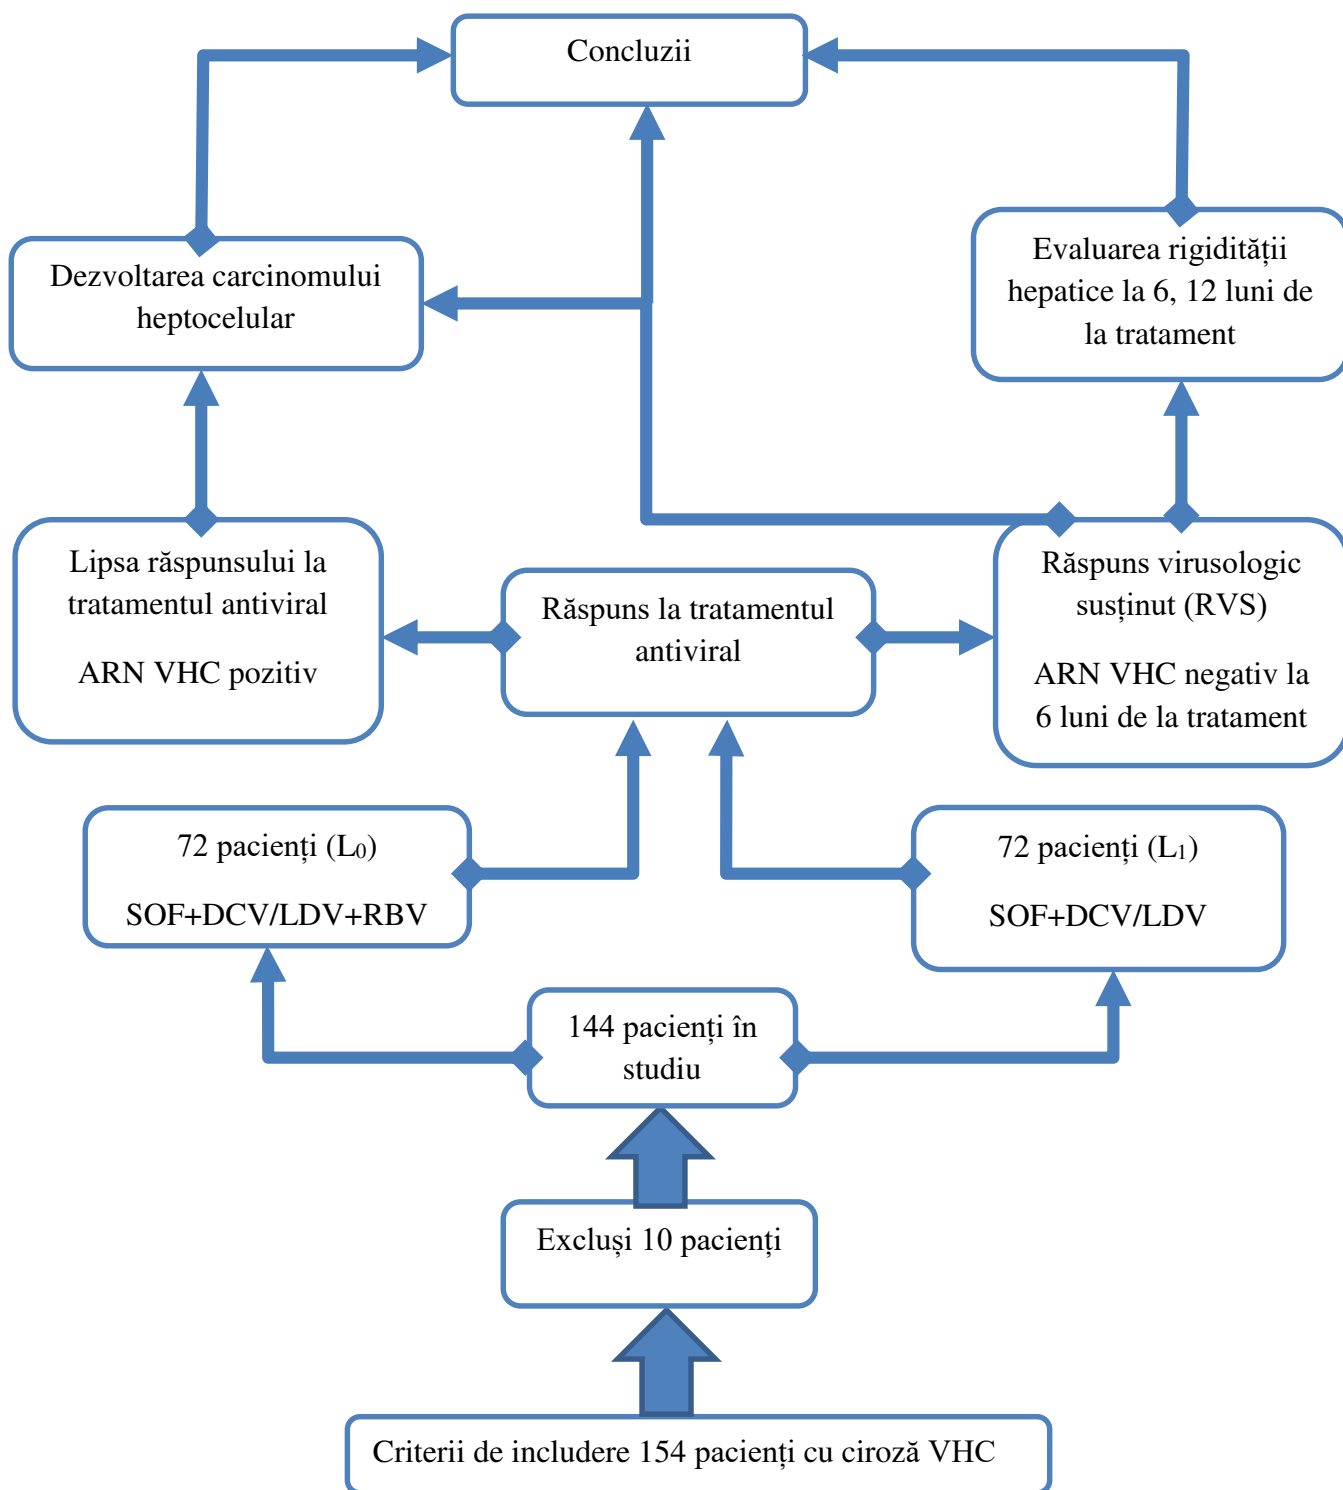 Concluzii
Dezvoltarea carcinomului
heptocelular
Evaluarea rigidității
hepatice la 6, 12 luni de
la tratament
Lipsa răspunsului la
tratamentul antiviral
ARN VHC pozitiv
Răspuns la tratamentul
antiviral
Răspuns virusologic
susținut (RVS)
ARN VHC negativ la
6 luni de la tratament
72 pacienți (L₀)
SOF+DCV/LDV+RBV
72 pacienți (L₁)
SOF+DCV/LDV
144 pacienți în
studiu
Excluși 10 pacienți
Criterii de includere 154 pacienți cu ciroză VHC